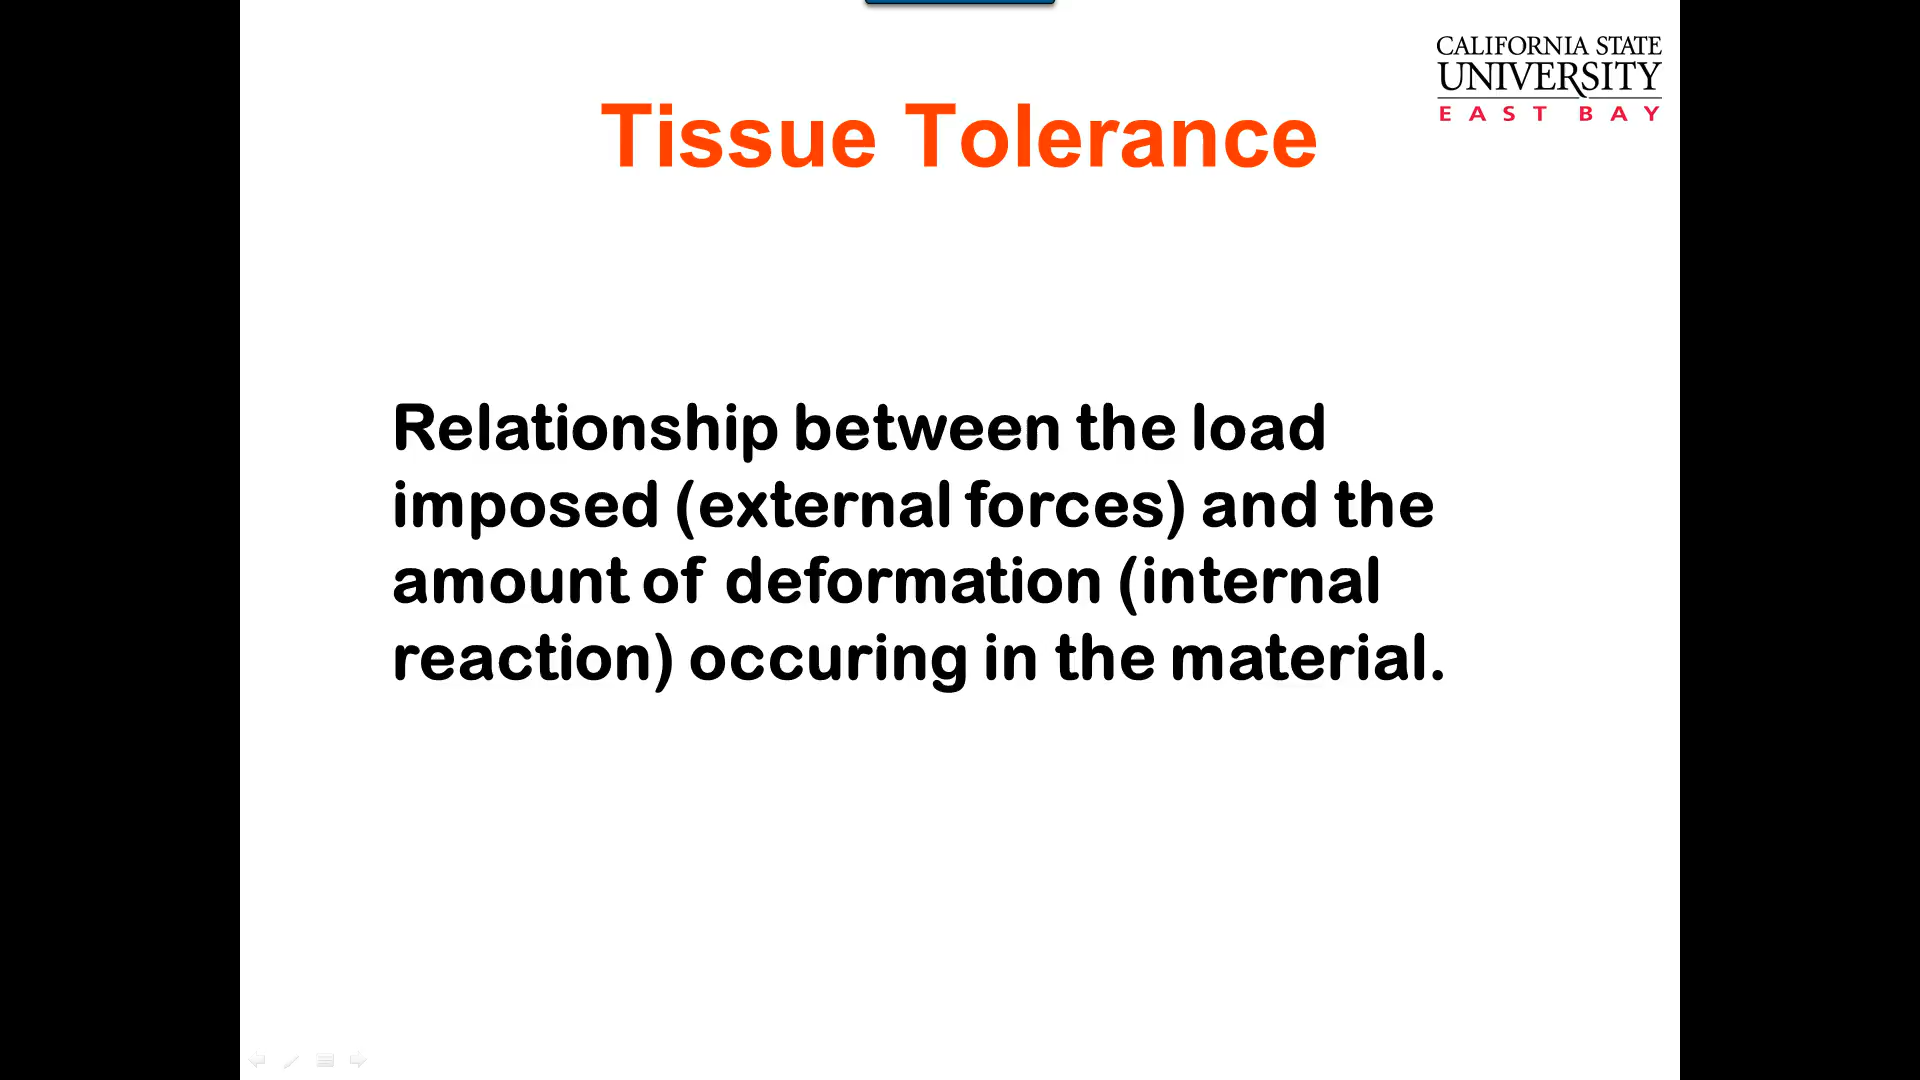 CALIFORNIA STATE
UNIVERSITY
EAST BAY
Tissue Tolerance
Relationship between the load
imposed (external forces) and the
amount of deformation (internal
reaction) occuring in the material.